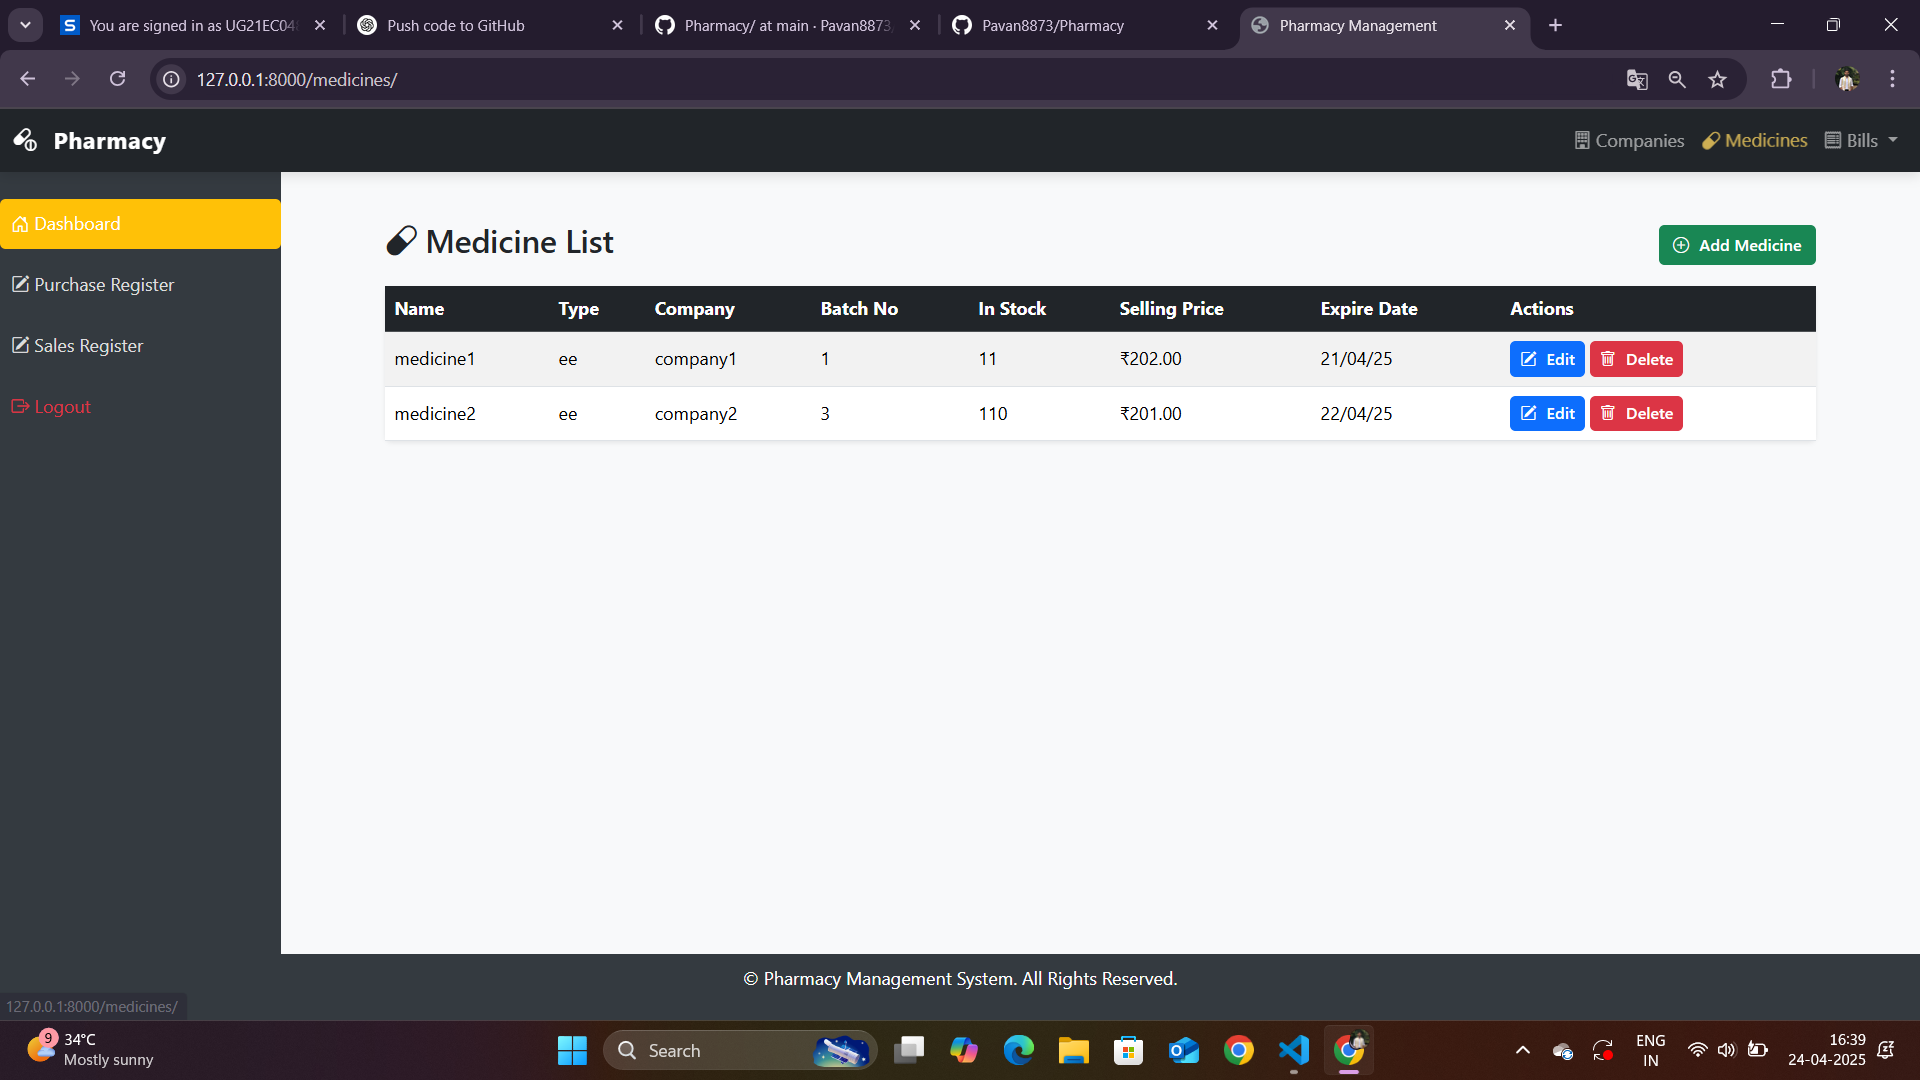 You are signed in as UG21EC048
Push code to GitHub
Pharmacy/ at main · Pavan8873/
Pavan8873/Pharmacy
Pharmacy Management
127.0.0.1:8000/medicines/
Pharmacy
Companies
Medicines
Bills
Dashboard
Purchase Register
Sales Register
Logout
Medicine List
Add Medicine
Name Type Company Batch No In Stock Selling Price Expire Date Actions
medicine1 ee company1 1 11 ₹202.00 21/04/25 Edit Delete
medicine2 ee company2 3 110 ₹201.00 22/04/25 Edit Delete
© Pharmacy Management System. All Rights Reserved.
127.0.0.1:8000/medicines/
9
34°C
Mostly sunny
Search
ENG
IN
16:39
24-04-2025